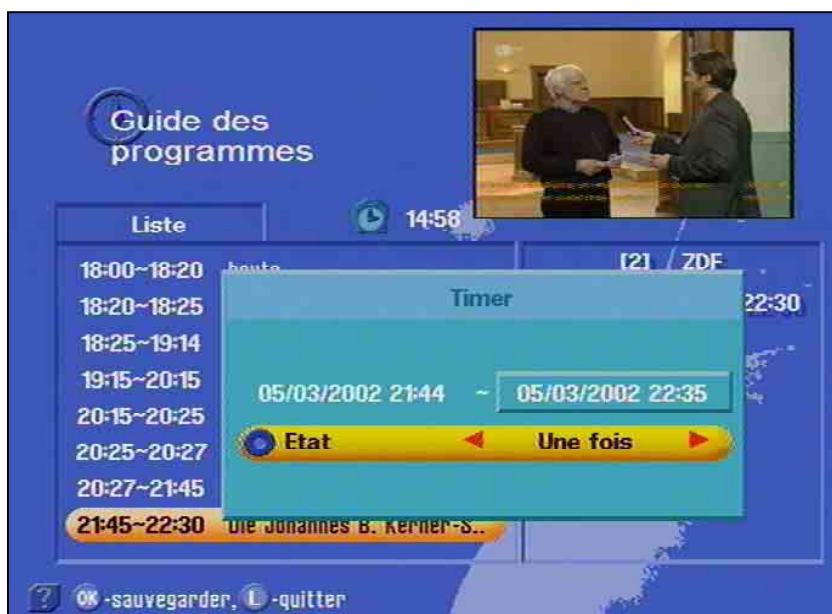 Guide des
programmes
Liste
14:58
18:00~18:20 heute
18:20~18:25
18:25~19:14
19:15~20:15
20:15~20:25
20:25~20:27
20:27~21:45
21:45~22:30 Die Johannes B. Kerner-S..
[2] ZDF
22:30
Timer
05/03/2002 21:44 ~ 05/03/2002 22:35
Etat Une fois
? OK -sauvegarder, L -quitter